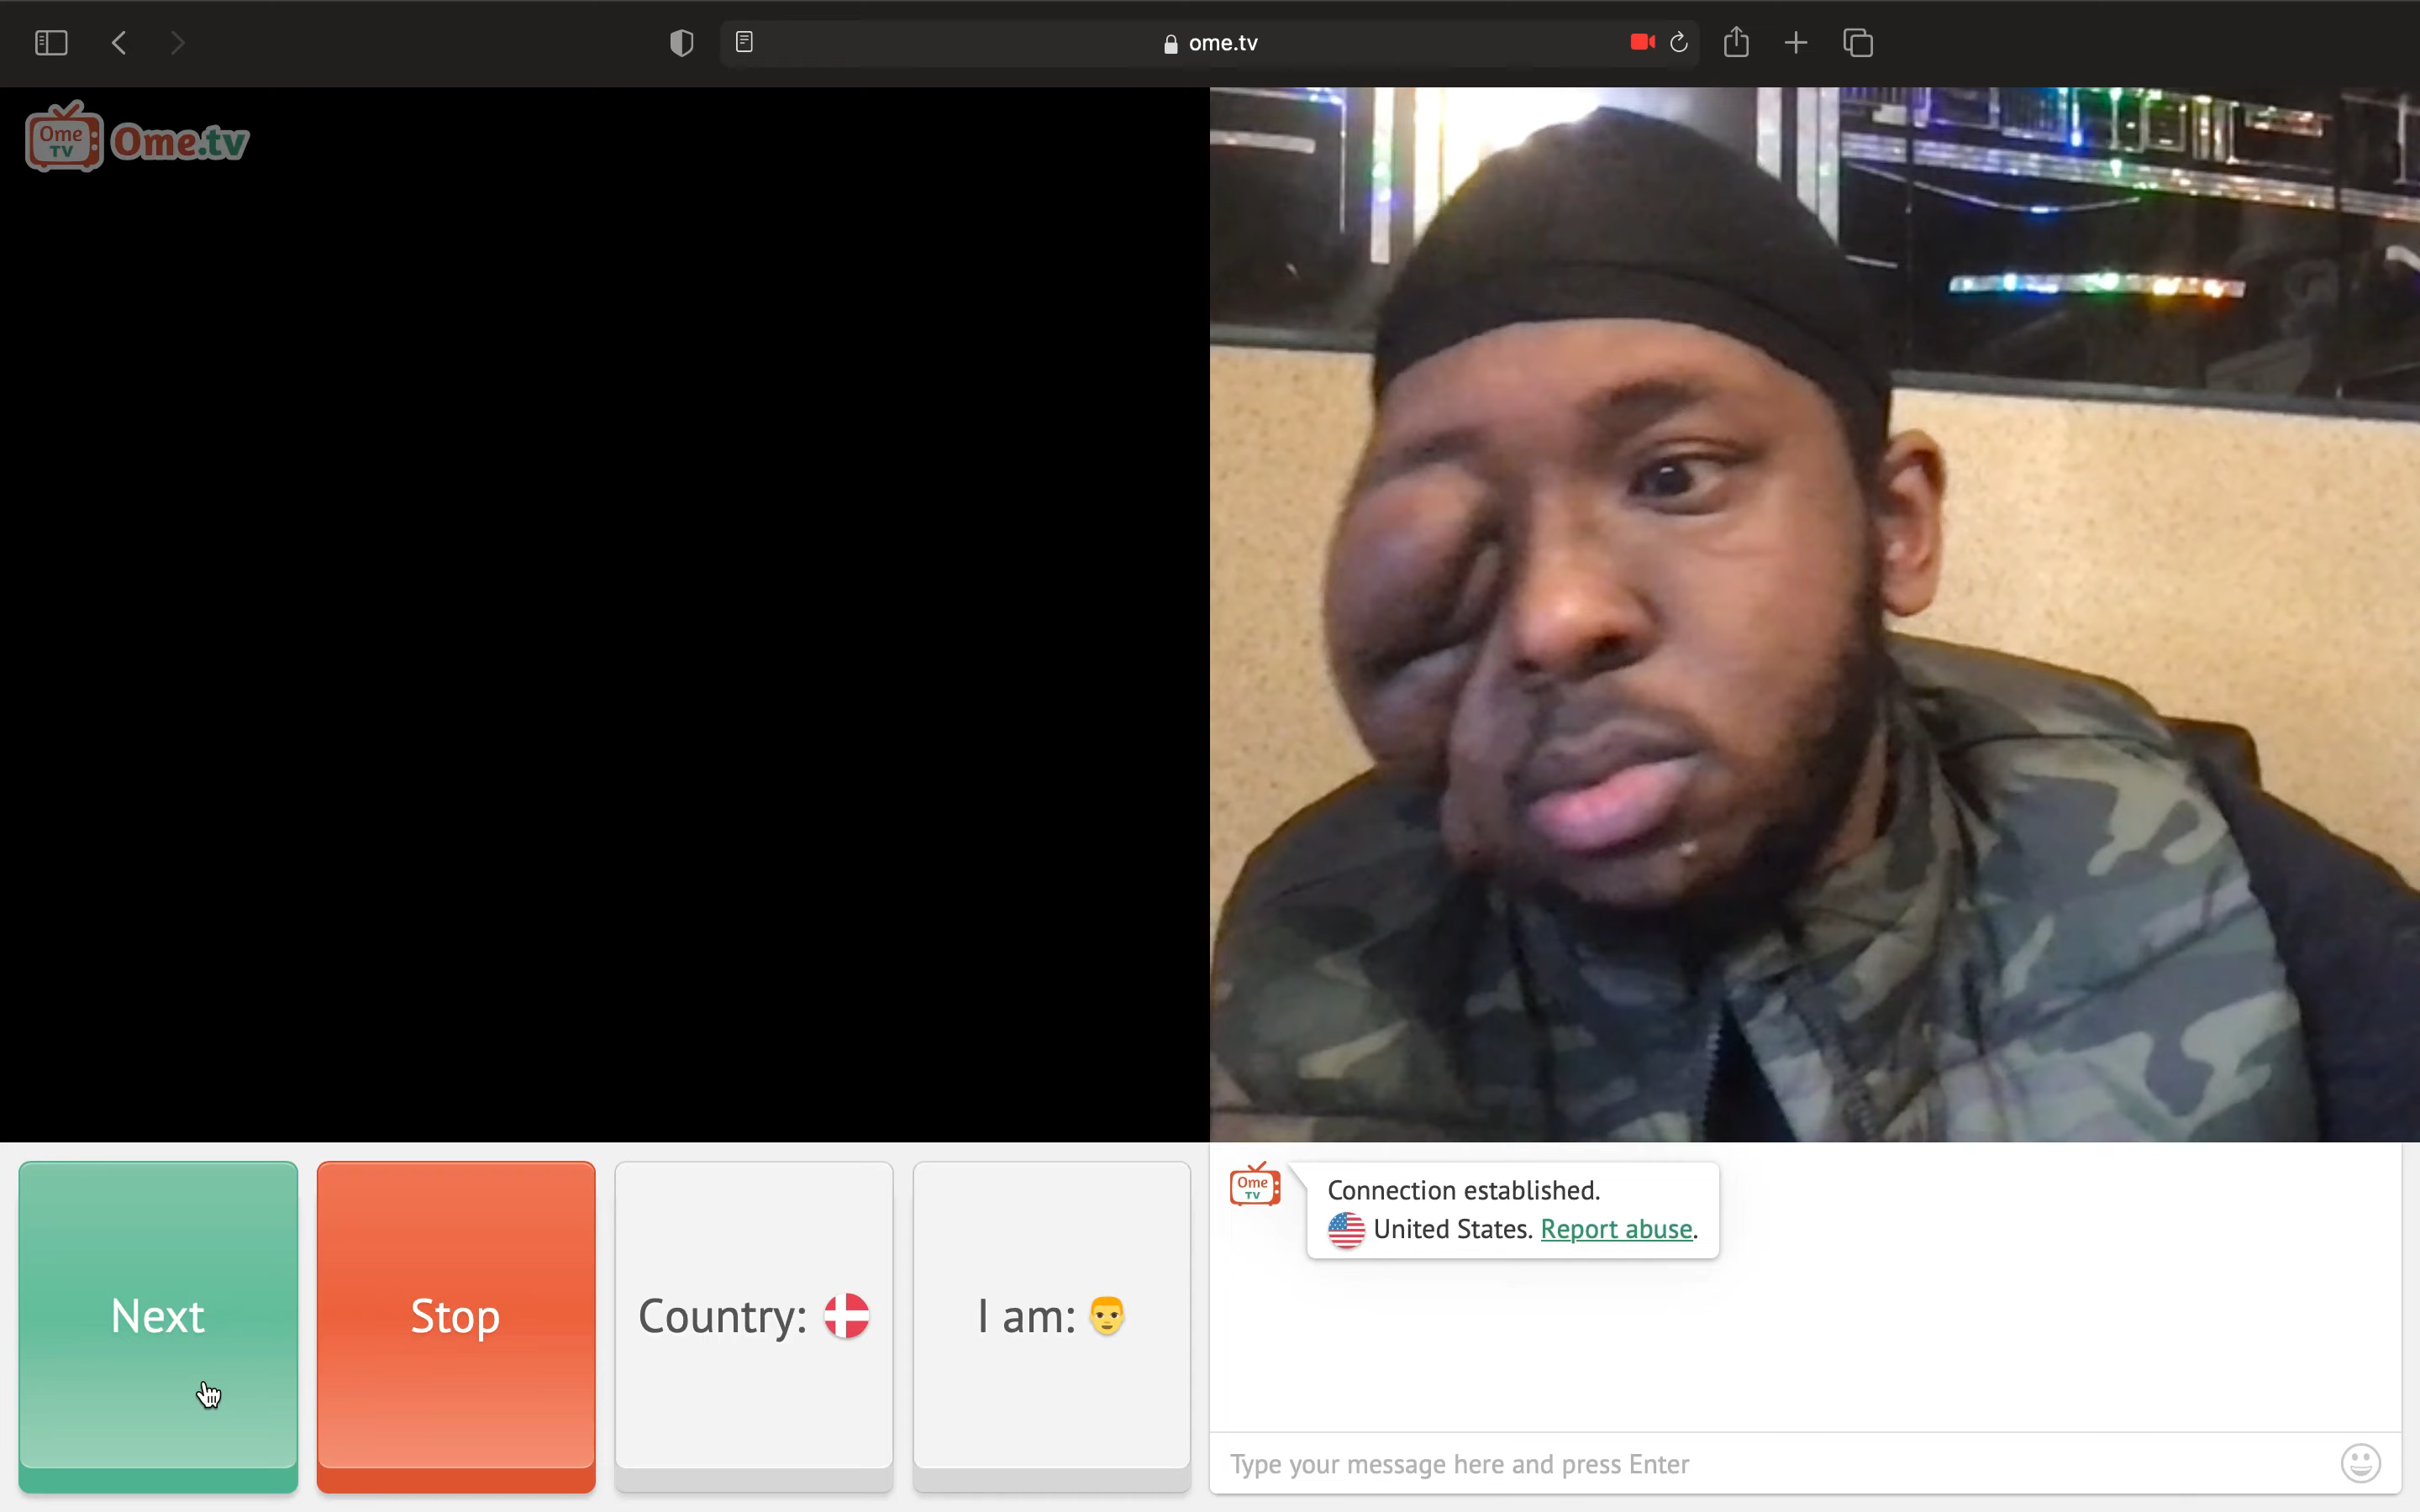 ome.tv
Ome
TV
Ome.tv
Next
Stop
Country:
I am:
Ome
TV
Connection established.
United States. Report abuse.
Type your message here and press Enter